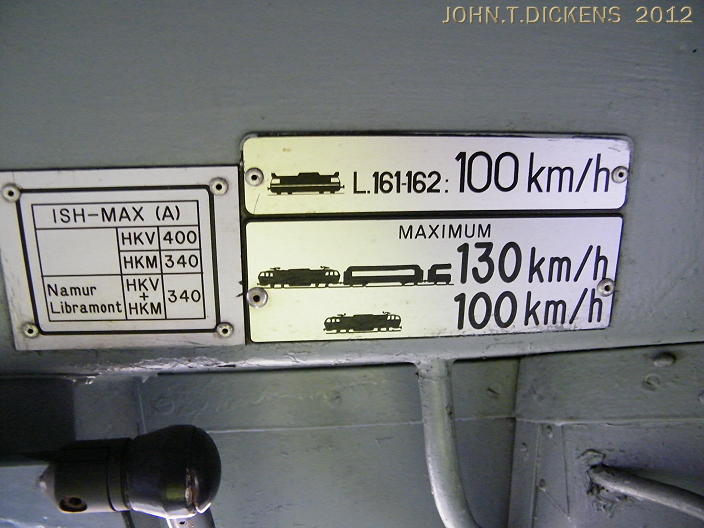 JOHN.T.DICKENS 2012
L.161-162: 100 km/h
MAXIMUM
130 km/h
100 km/h
ISH-MAX (A)
HKV 400
HKM 340
Namur Libramont HKV + HKM 340